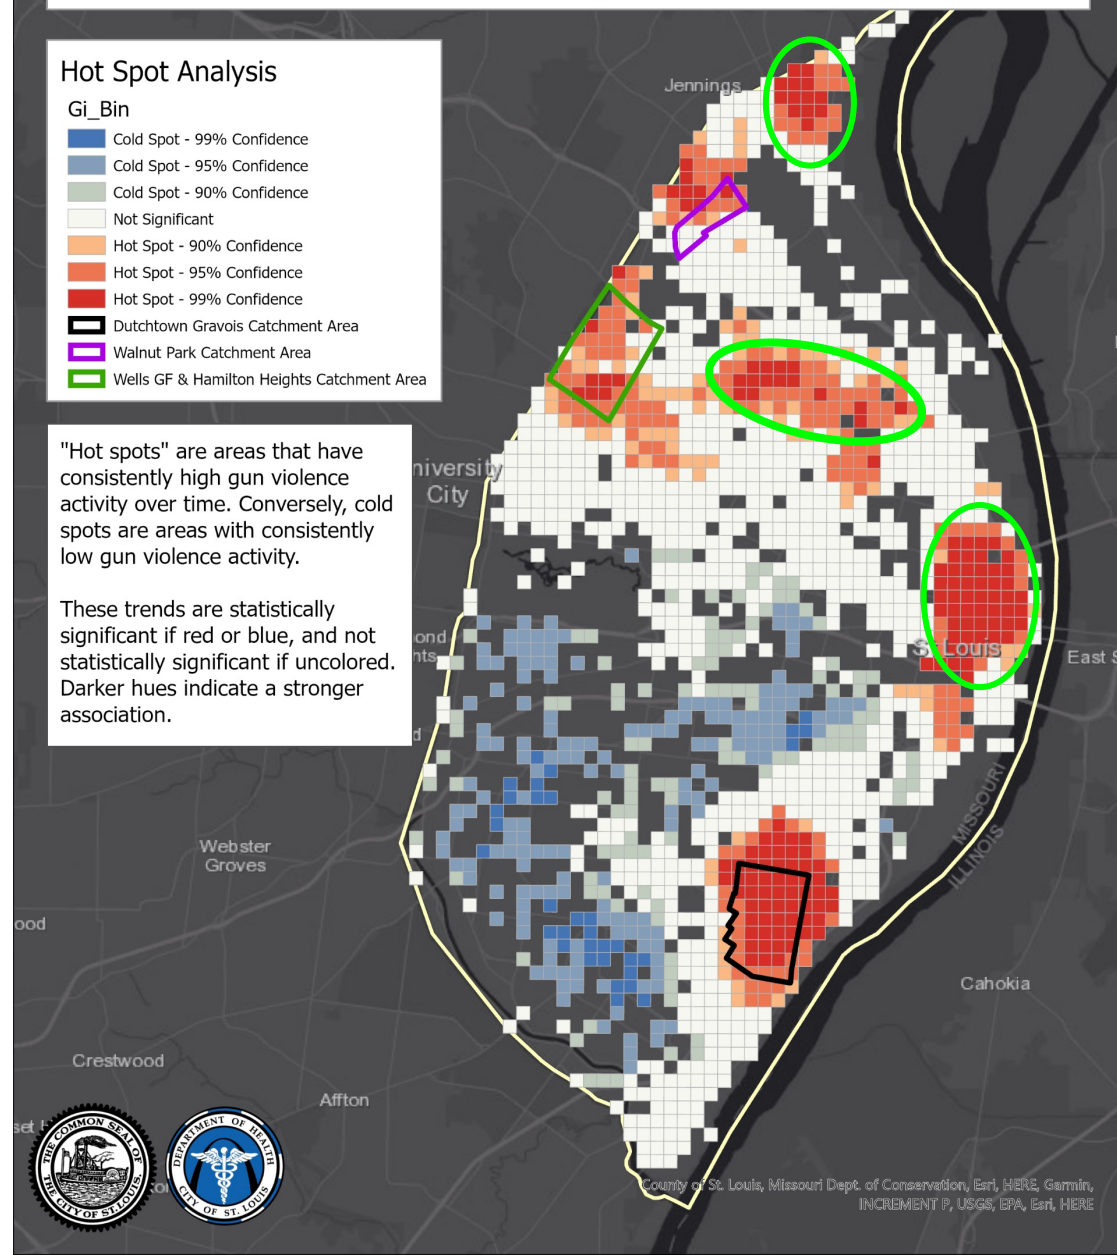 Hot Spot Analysis
Gi_Bin
Cold Spot - 99% Confidence
Cold Spot - 95% Confidence
Cold Spot - 90% Confidence
Not Significant
Hot Spot - 90% Confidence
Hot Spot - 95% Confidence
Hot Spot - 99% Confidence
Dutchtown Gravois Catchment Area
Walnut Park Catchment Area
Wells GF & Hamilton Heights Catchment Area
"Hot spots" are areas that have
consistently high gun violence
activity over time. Conversely, cold
spots are areas with consistently
low gun violence activity.
These trends are statistically
significant if red or blue, and not
statistically significant if uncolored.
Darker hues indicate a stronger
association.
Jennings
niversity
City
ond
hts
d
St. Louis
East S
MISSOURI
ILLINOIS
Webster
Groves
ood
Cahokia
Crestwood
Affton
set H
THE COMMON SEAL OF
THE CITY OF ST. LOUIS.
DEPARTMENT OF HEALTH
CITY OF ST. LOUIS
County of St. Louis, Missouri Dept. of Conservation, Esri, HERE, Garmin,
INCREMENT P, USGS, EPA, Esri, HERE